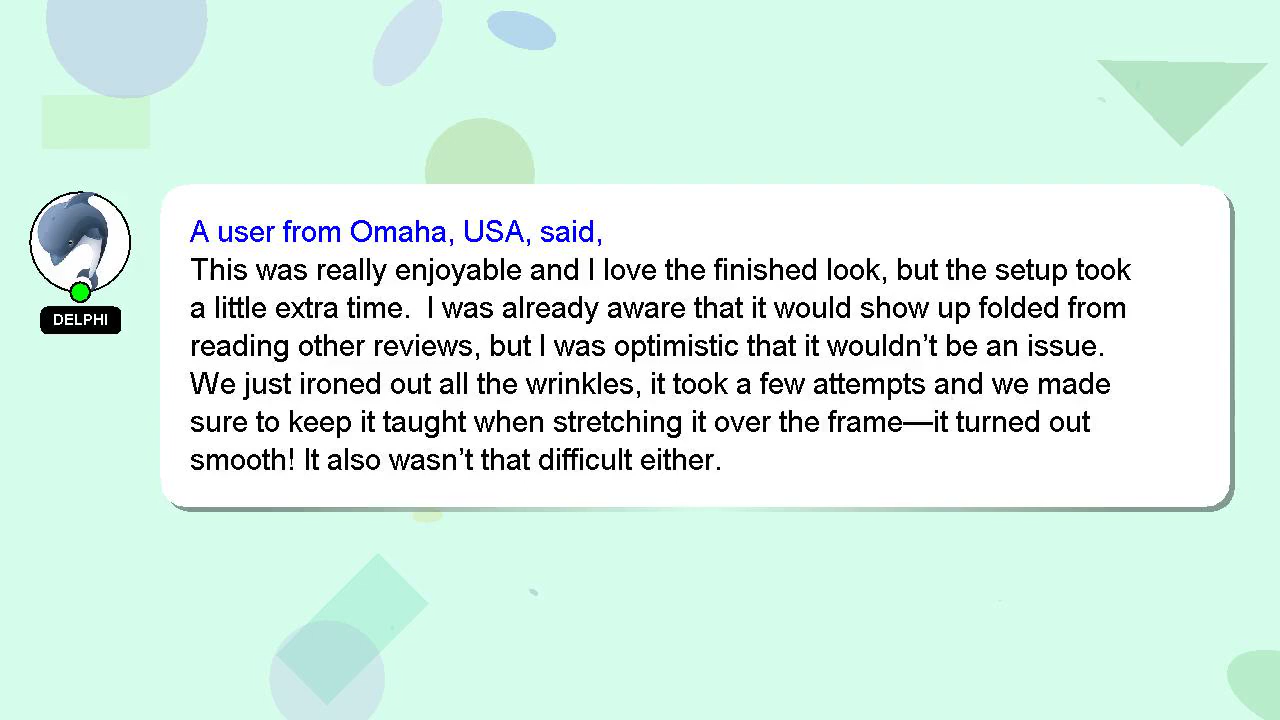 A user from Omaha, USA, said,
This was really enjoyable and I love the finished look, but the setup took
a little extra time.  I was already aware that it would show up folded from
reading other reviews, but I was optimistic that it wouldn’t be an issue.
We just ironed out all the wrinkles, it took a few attempts and we made
sure to keep it taught when stretching it over the frame—it turned out
smooth! It also wasn’t that difficult either.
DELPHI